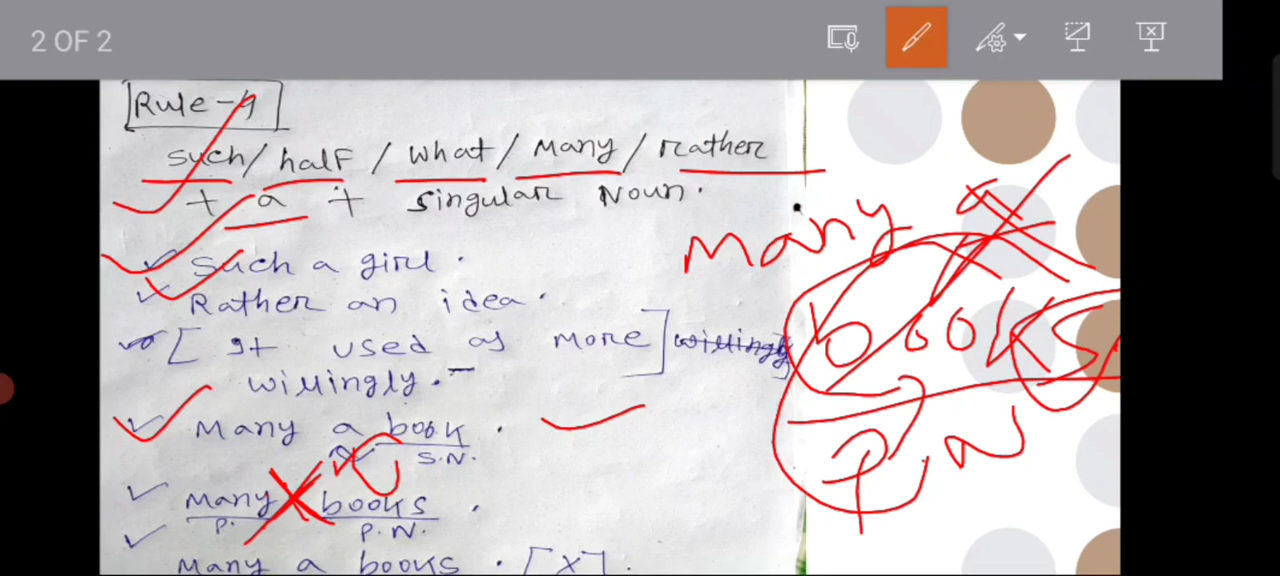 2 OF 2
Rule-4
such/ half / what / Many / rather
+ a + singular Noun.
Such a girl.
Rather an idea.
[ It used as more] willingly
willingly.-
Many a book.
S.N.
Many books.
P. P.N.
Many a books. [X].
Many a
books
P.N